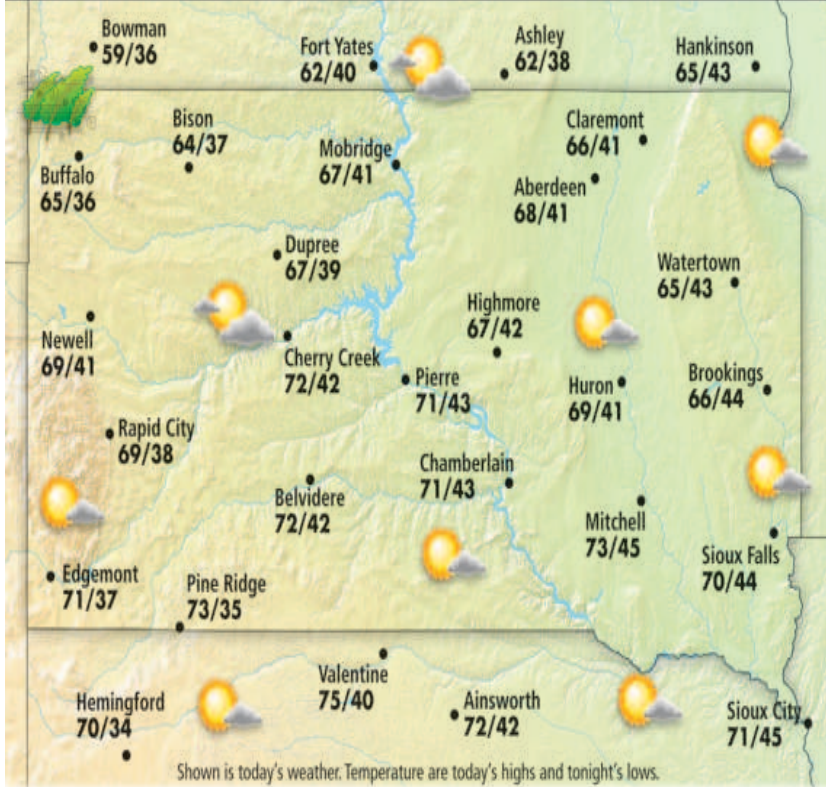 Bowman
59/36
Fort Yates
62/40
Ashley
62/38
Hankinson
65/43
Bison
64/37
Claremont
66/41
Mobridge
67/41
Buffalo
65/36
Aberdeen
68/41
Dupree
67/39
Watertown
65/43
Highmore
67/42
Newell
69/41
Cherry Creek
72/42
Pierre
71/43
Huron
69/41
Brookings
66/44
Rapid City
69/38
Chamberlain
71/43
Belvidere
72/42
Mitchell
73/45
Sioux Falls
70/44
Edgemont
71/37
Pine Ridge
73/35
Valentine
75/40
Hemingford
70/34
Ainsworth
72/42
Sioux City
71/45
Shown is today's weather. Temperature are today's highs and tonight's lows.